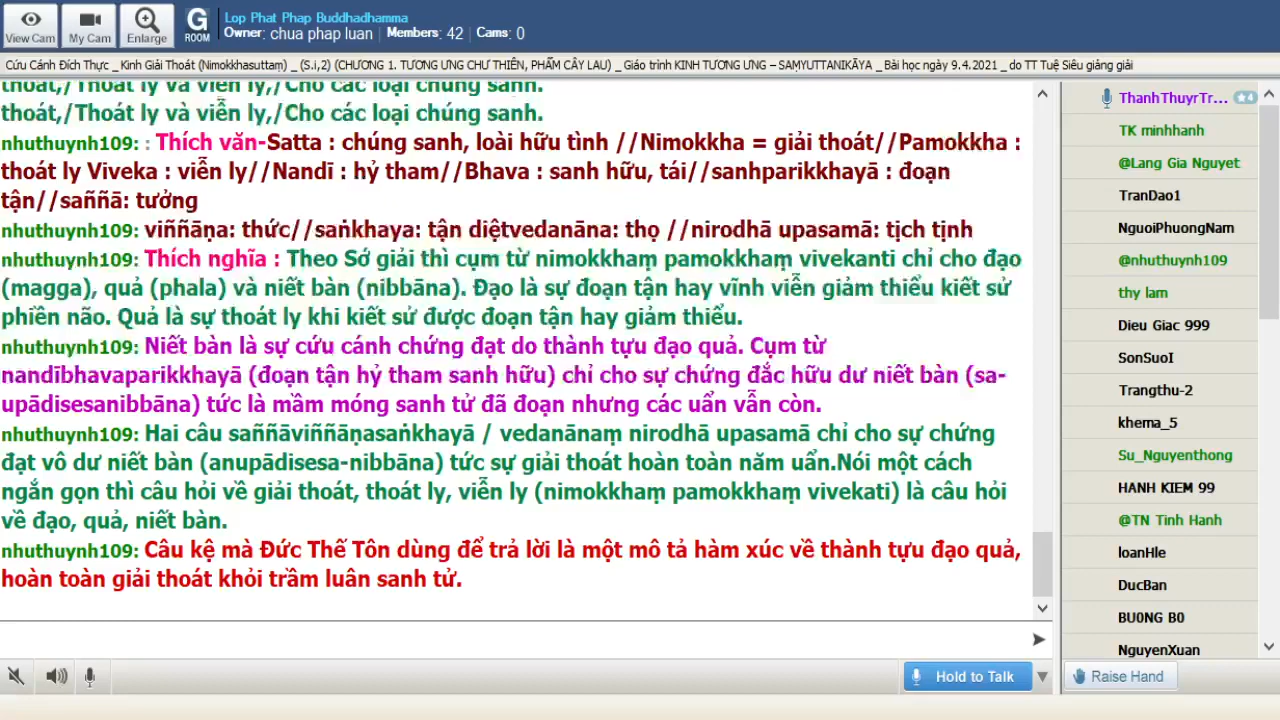 View Cam
My Cam
Enlarge
G
ROOM
Lop Phat Phap Buddhadhamma
Owner: chua phap luan | Members: 42 | Cams: 0
Cứu Cánh Đích Thực _ Kinh Giải Thoát (Nimokkhasuttaṃ) _ (S.i,2) (CHƯƠNG 1. TƯƠNG ƯNG CHƯ THIÊN, PHẨM CÂY LAU) _ Giáo trình KINH TƯƠNG ƯNG – SAṂYUTTANIKĀYA _ Bài học ngày 9.4.2021 _ do TT Tuệ Siêu giảng giải
thoát,/Thoát ly và viễn ly,/Cho các loại chúng sanh.
thoát,/Thoát ly và viễn ly,/Cho các loại chúng sanh.
nhuthuynh109: : Thích văn-Satta : chúng sanh, loài hữu tình //Nimokkha = giải thoát//Pamokkha :
thoát ly Viveka : viễn ly//Nandī : hỷ tham//Bhava : sanh hữu, tái//sanhparikkhayā : đoạn
tận//saññā: tưởng
nhuthuynh109: viññāṇa: thức//saṅkhaya: tận diệtvedanāna: thọ //nirodhā upasamā: tịch tịnh
nhuthuynh109: Thích nghĩa : Theo Sớ giải thì cụm từ nimokkhaṃ pamokkhaṃ vivekanti chỉ cho đạo
(magga), quả (phala) và niết bàn (nibbāna). Đạo là sự đoạn tận hay vĩnh viễn giảm thiểu kiết sử
phiền não. Quả là sự thoát ly khi kiết sử được đoạn tận hay giảm thiểu.
nhuthuynh109: Niết bàn là sự cứu cánh chứng đạt do thành tựu đạo quả. Cụm từ
nandībhavaparikkhayā (đoạn tận hỷ tham sanh hữu) chỉ cho sự chứng đắc hữu dư niết bàn (sa-
upādisesanibbāna) tức là mầm móng sanh tử đã đoạn nhưng các uẩn vẫn còn.
nhuthuynh109: Hai câu saññāviññāṇasaṅkhayā / vedanānaṃ nirodhā upasamā chỉ cho sự chứng
đạt vô dư niết bàn (anupādisesa-nibbāna) tức sự giải thoát hoàn toàn năm uẩn.Nói một cách
ngắn gọn thì câu hỏi về giải thoát, thoát ly, viễn ly (nimokkhaṃ pamokkhaṃ vivekati) là câu hỏi
về đạo, quả, niết bàn.
nhuthuynh109: Câu kệ mà Đức Thế Tôn dùng để trả lời là một mô tả hàm xúc về thành tựu đạo quả,
hoàn toàn giải thoát khỏi trầm luân sanh tử.
Hold to Talk
ThanhThuyrTr...
4
TK minhhanh
@Lang Gia Nguyet
TranDao1
NguoiPhuongNam
@nhuthuynh109
thy lam
Dieu Giac 999
SonSuoI
Trangthu-2
khema_5
Su_Nguyenthong
HANH KIEM 99
@TN Tinh Hanh
loanHle
DucBan
BU0NG B0
NguyenXuan
Raise Hand